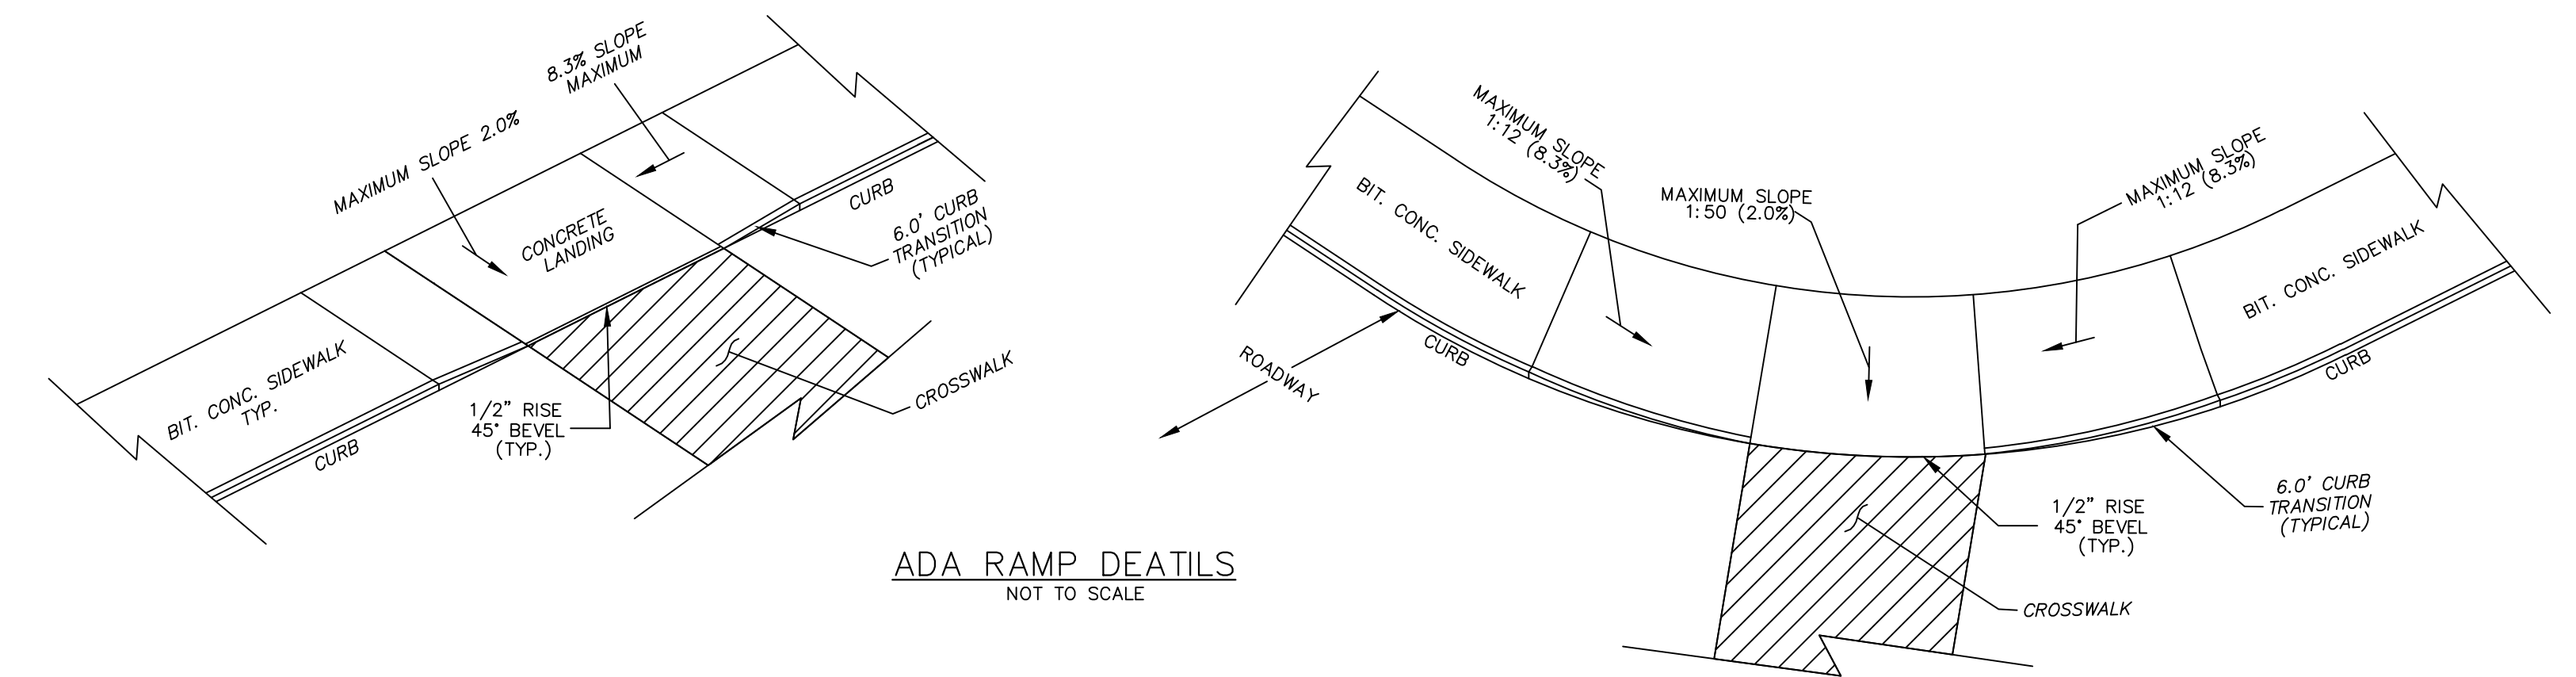 8.3% SLOPE
MAXIMUM
MAXIMUM SLOPE 2.0%
CONCRETE
LANDING
CURB
6.0' CURB
TRANSITION
(TYPICAL)
BIT. CONC. SIDEWALK
TYP.
CURB
1/2" RISE
45° BEVEL
(TYP.)
CROSSWALK
ADA RAMP DEATILS
NOT TO SCALE
MAXIMUM SLOPE
1:12 (8.3%)
MAXIMUM SLOPE
1:50 (2.0%)
MAXIMUM SLOPE
1:12 (8.3%)
BIT. CONC. SIDEWALK
BIT. CONC. SIDEWALK
CURB
CURB
ROADWAY
6.0' CURB
TRANSITION
(TYPICAL)
1/2" RISE
45° BEVEL
(TYP.)
CROSSWALK